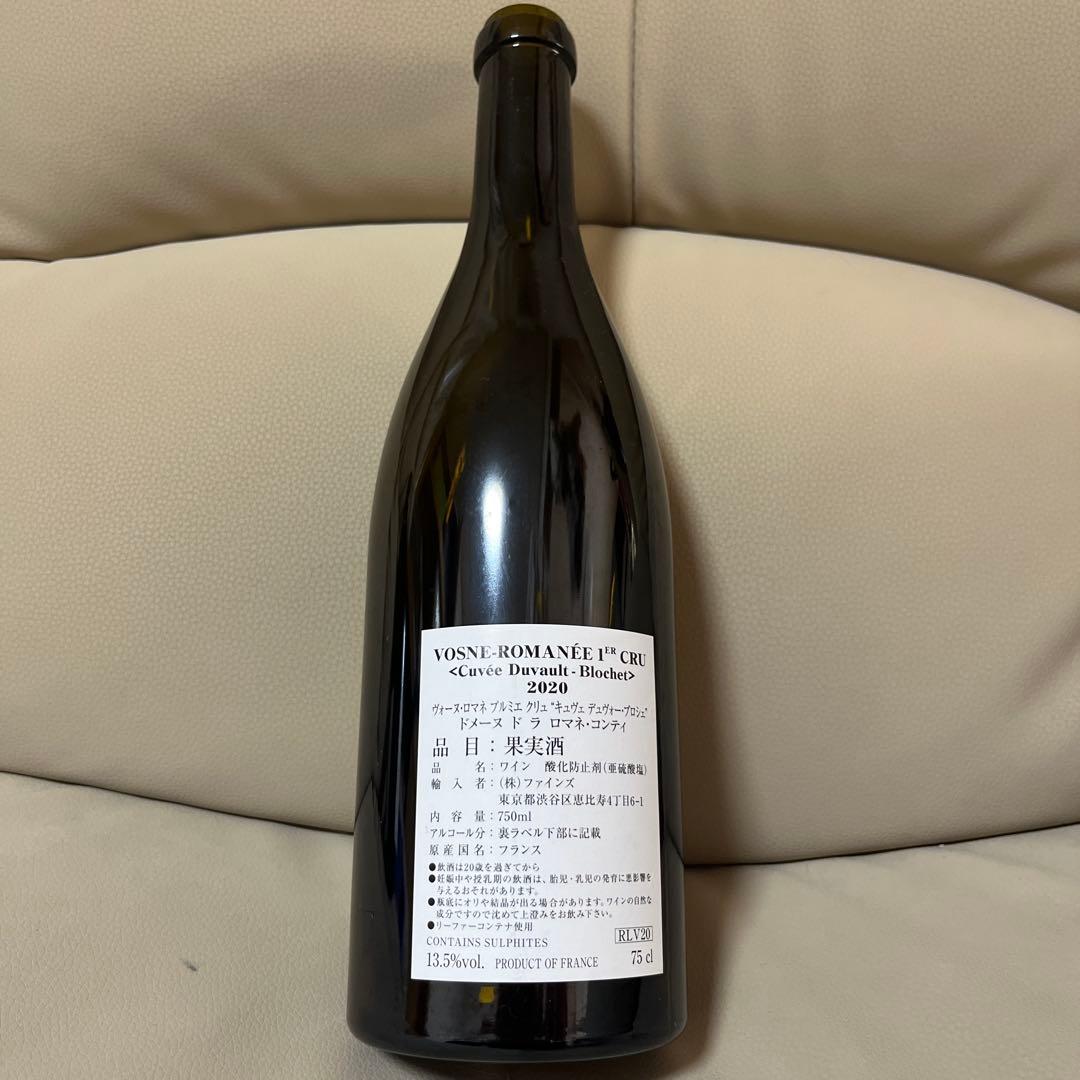 VOSNE-ROMANÉE 1ER CRU
<Cuvée Duvault - Blochet>
2020
ヴォーヌ・ロマネ プルミエ クリュ "キュヴェ デュヴォー・ブロシェ"
ドメーヌ ド ラ ロマネ・コンティ
品 目：果実酒
品 名：ワイン 酸化防止剤(亜硫酸塩)
輸 入 者：(株)ファインズ
東京都渋谷区恵比寿4丁目6-1
内 容 量：750ml
アルコール分：裏ラベル下部に記載
原 産 国 名：フランス
●飲酒は20歳を過ぎてから
●妊娠中や授乳期の飲酒は、胎児・乳児の発育に悪影響を
与えるおそれがあります。
●瓶底にオリや結晶が出る場合があります。ワインの自然な
成分ですので沈めて上澄みをお飲み下さい。
●リーファーコンテナ使用
CONTAINS SULPHITES RLV20
13.5%vol. PRODUCT OF FRANCE 75 cl